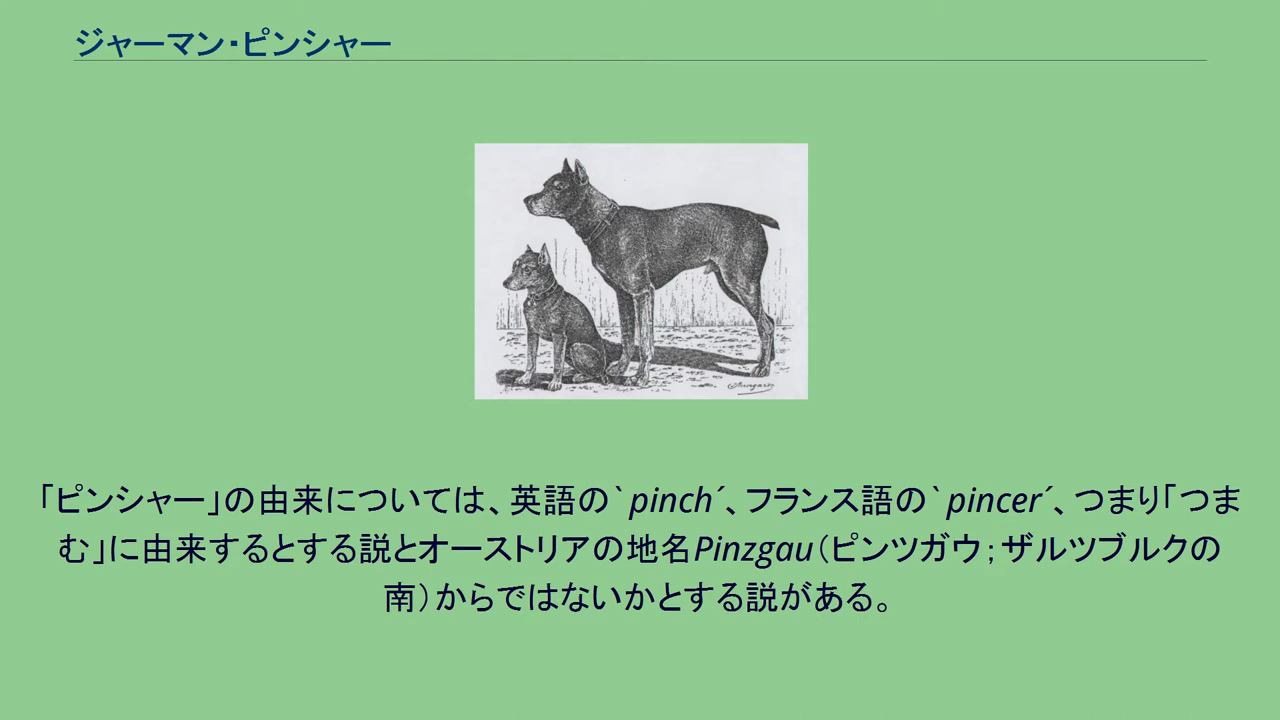 ジャーマン・ピンシャー
「ピンシャー」の由来については、英語の`pinch´、フランス語の`pincer´、つまり「つま
む」に由来するとする説とオーストリアの地名Pinzgau（ピンツガウ；ザルツブルクの
南）からではないかとする説がある。